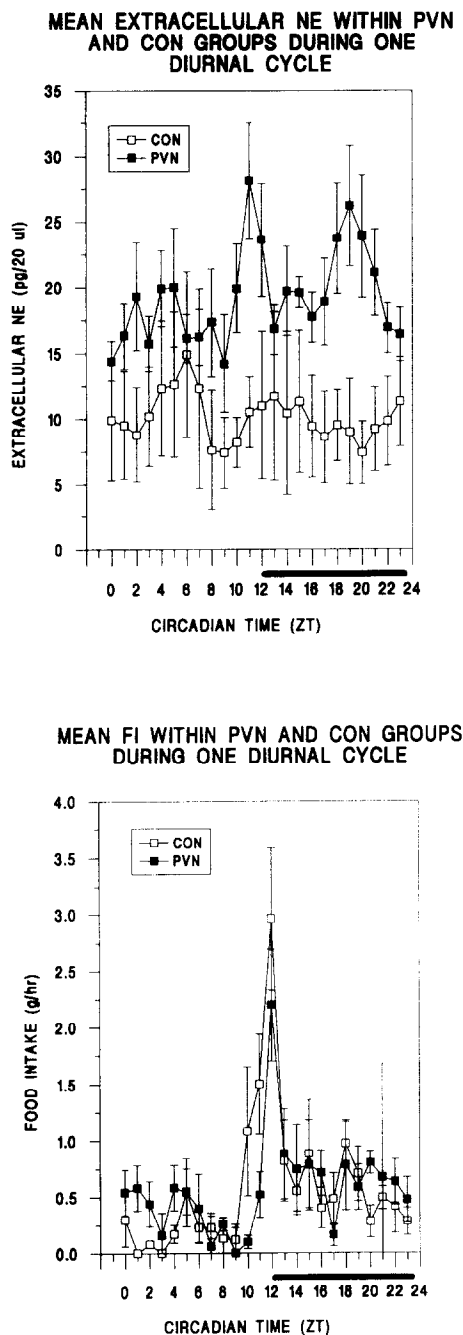 MEAN EXTRACELLULAR NE WITHIN PVN
AND CON GROUPS DURING ONE
DIURNAL CYCLE
EXTRACELLULAR NE (pg/20 ul)
35
30
25
20
15
10
5
0
CON
PVN
0 2 4 6 8 10 12 14 16 18 20 22 24
CIRCADIAN TIME (ZT)
MEAN FI WITHIN PVN AND CON GROUPS
DURING ONE DIURNAL CYCLE
FOOD INTAKE (g/hr)
4.0
3.5
3.0
2.5
2.0
1.5
1.0
0.5
0.0
CON
PVN
0 2 4 6 8 10 12 14 16 18 20 22 24
CIRCADIAN TIME (ZT)